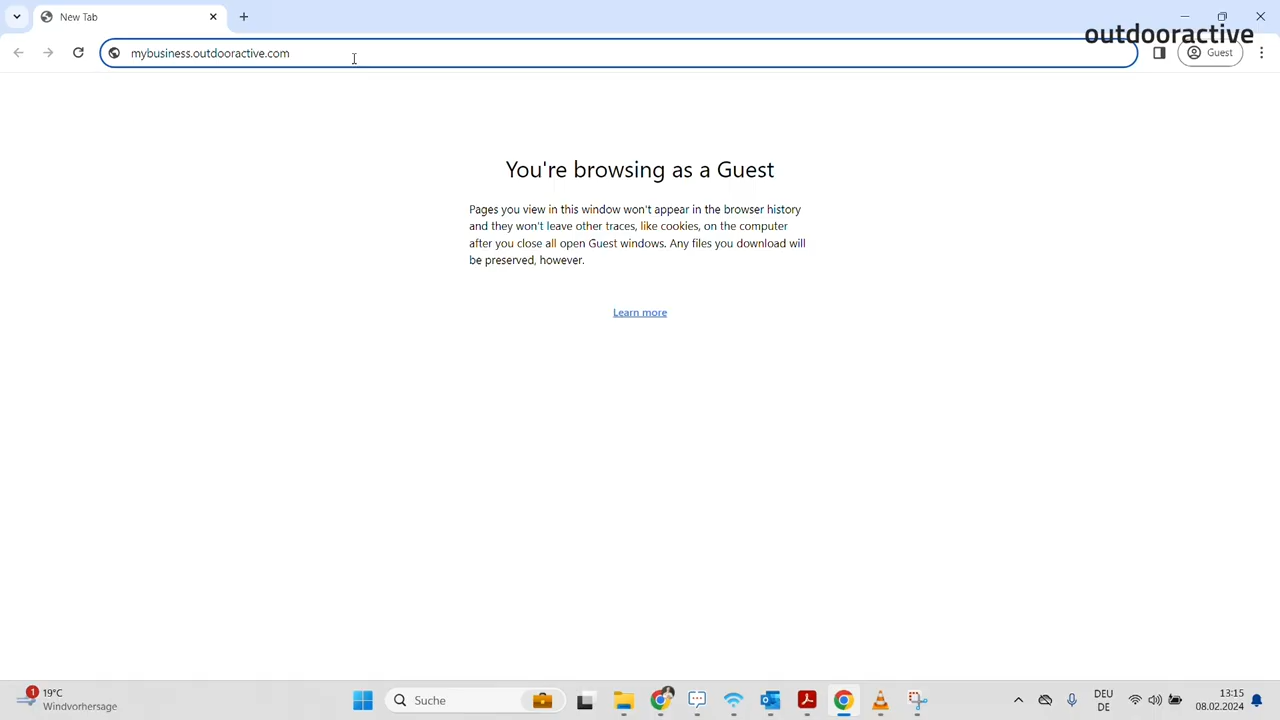 New Tab
mybusiness.outdooractive.com
outdooractive
Guest
You're browsing as a Guest
Pages you view in this window won't appear in the browser history
and they won't leave other traces, like cookies, on the computer
after you close all open Guest windows. Any files you download will
be preserved, however.
Learn more
1
19°C
Windvorhersage
Suche
DEU
DE
13:15
08.02.2024